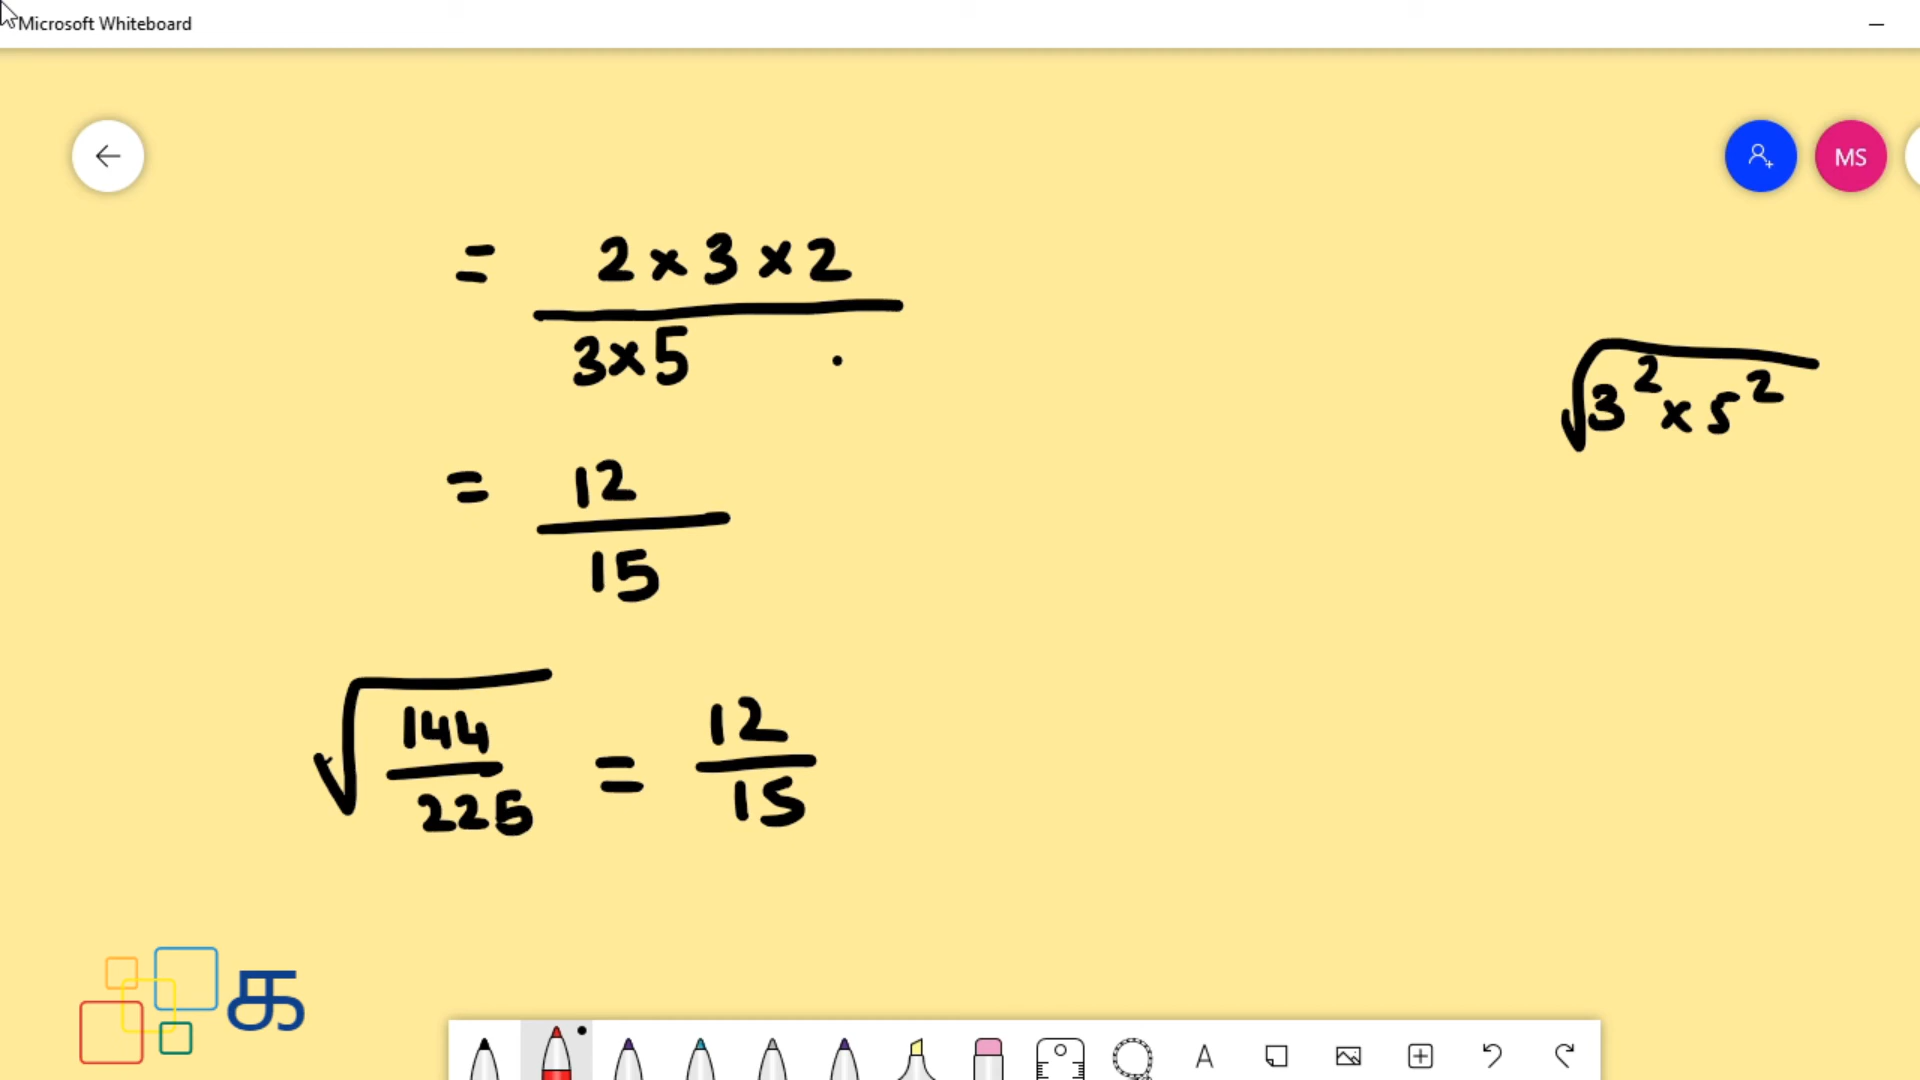 Microsoft Whiteboard
MS
= 2 × 3 × 2
3 × 5
√3² × 5²
= 12
15
√144/225 = 12/15
க
A